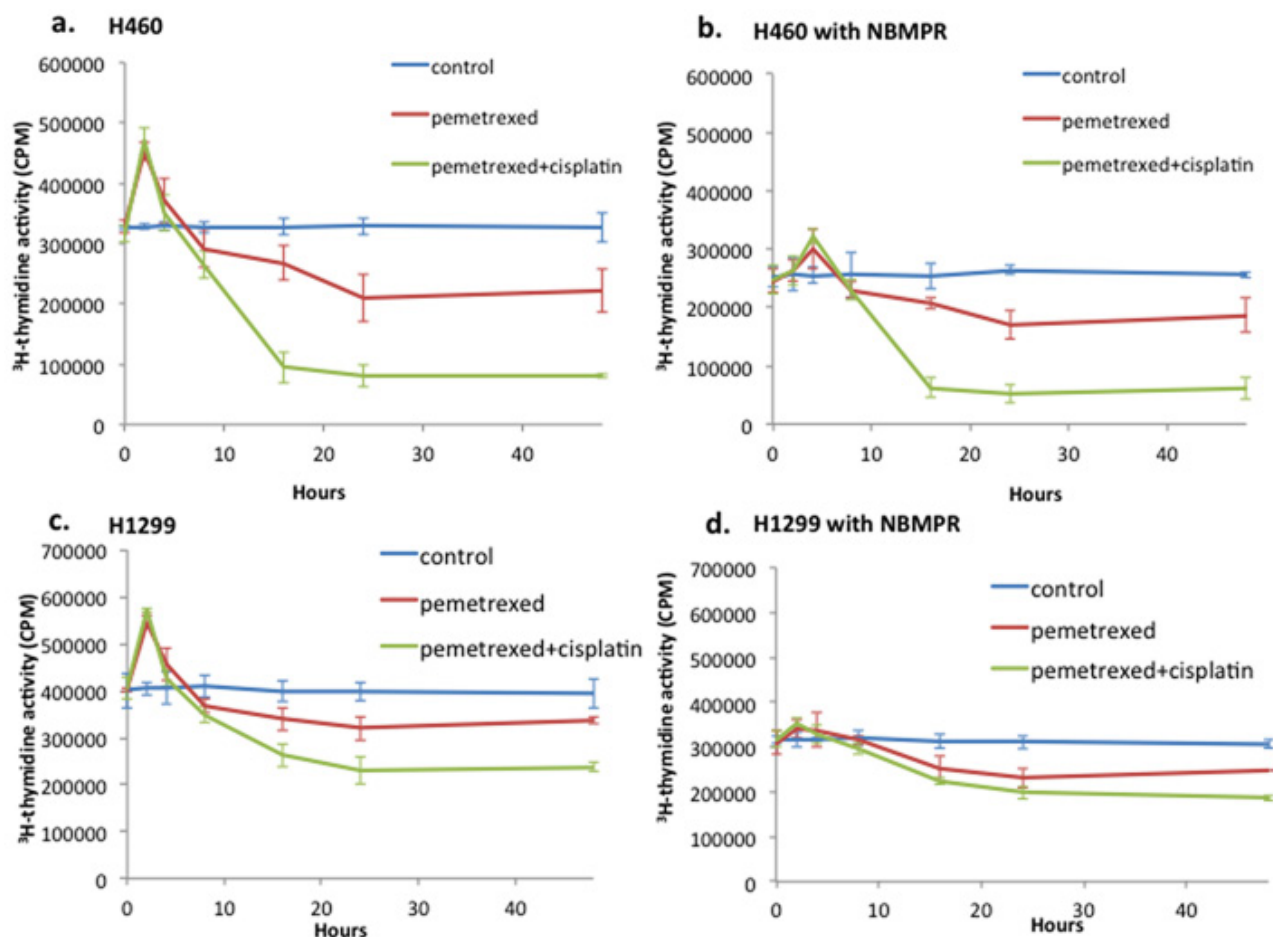 a. H460
600000
500000
400000
300000
200000
100000
0
³H-thymidine activity (CPM)
control
pemetrexed
pemetrexed+cisplatin
0 10 20 30 40
Hours
b. H460 with NBMPR
600000
500000
400000
300000
200000
100000
0
³H-thymidine activity (CPM)
control
pemetrexed
pemetrexed+cisplatin
0 10 20 30 40
Hours
c. H1299
700000
600000
500000
400000
300000
200000
100000
0
³H-thymidine activity (CPM)
control
pemetrexed
pemetrexed+cisplatin
0 10 20 30 40
Hours
d. H1299 with NBMPR
700000
600000
500000
400000
300000
200000
100000
0
³H-thymidine activity (CPM)
control
pemetrexed
pemetrexed+cisplatin
0 10 20 30 40
Hours